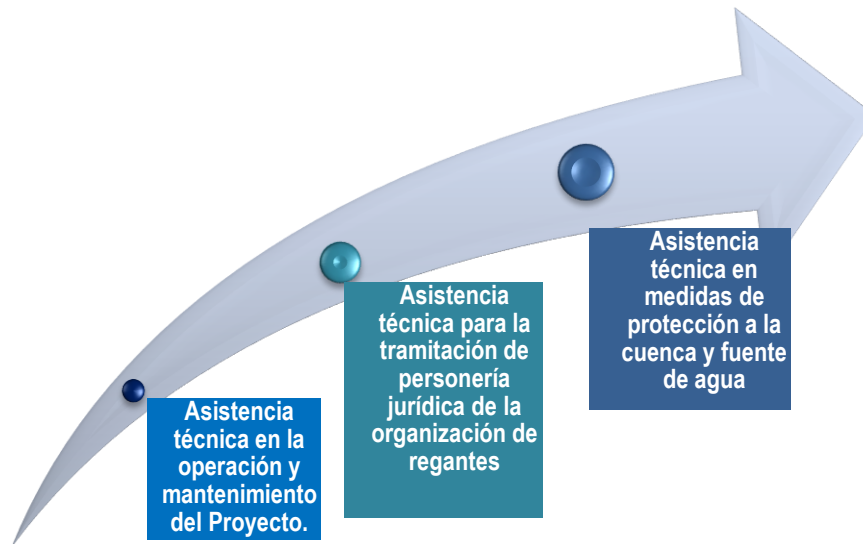 Asistencia
técnica en la
operación y
mantenimiento
del Proyecto.
Asistencia
técnica para la
tramitación de
personería
jurídica de la
organización de
regantes
Asistencia
técnica en
medidas de
protección a la
cuenca y fuente
de agua